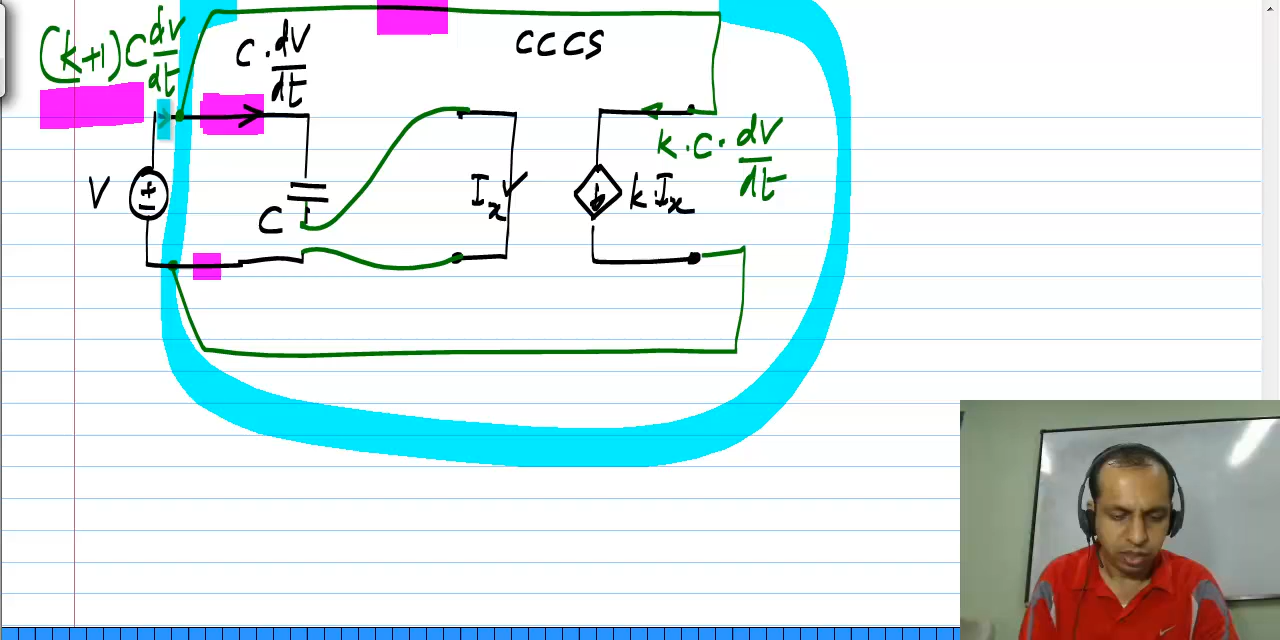 (k+1) C dv/dt
C · dv/dt
CCCS
k · C · dv/dt
V
+
−
C
Ix
k·Ix